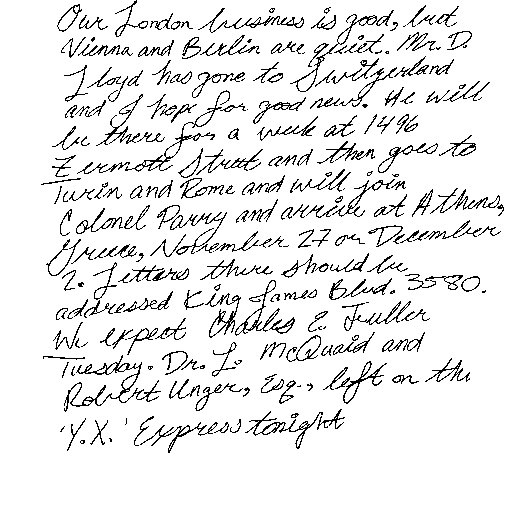 Our London business is good, but
Vienna and Berlin are quiet. Mr. D.
Lloyd has gone to Switzerland
and I hope for good news. He will
be there for a week at 1496
Zermott Street and then goes to
Turin and Rome and will join
Colonel Parry and arrive at Athens,
Greece, November 27 or December
2. Letters there should be
addressed King James Blvd. 3580.
We expect Charles E. Fuller
Tuesday. Dr. L. McQuaid and
Robert Unger, Esq., left on the
'Y.X.' Express tonight